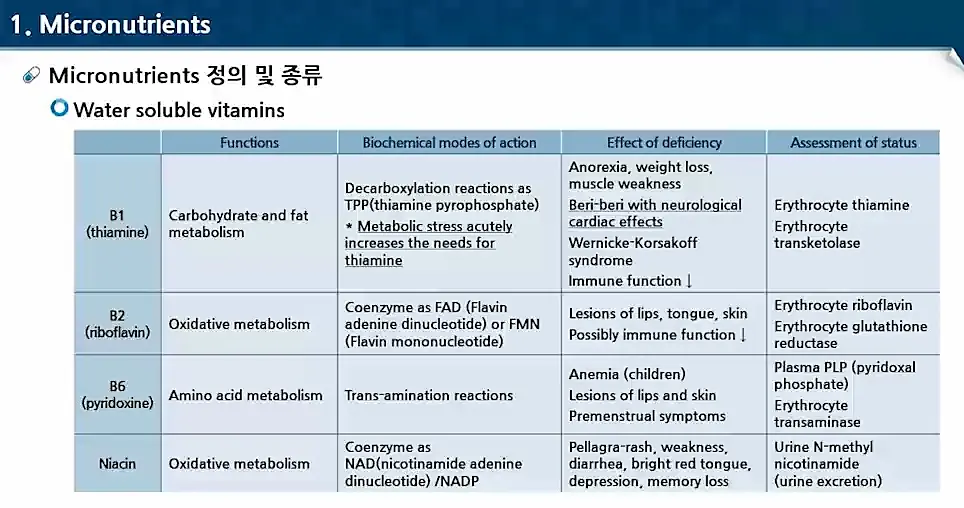 1. Micronutrients
Micronutrients 정의 및 종류
Water soluble vitamins
Functions
Biochemical modes of action
Effect of deficiency
Assessment of status
B1
(thiamine)
Carbohydrate and fat
metabolism
Decarboxylation reactions as
TPP(thiamine pyrophosphate)
* Metabolic stress acutely
increases the needs for
thiamine
Anorexia, weight loss,
muscle weakness
Beri-beri with neurological
cardiac effects
Wernicke-Korsakoff
syndrome
Immune function ↓
Erythrocyte thiamine
Erythrocyte
transketolase
B2
(riboflavin)
Oxidative metabolism
Coenzyme as FAD (Flavin
adenine dinucleotide) or FMN
(Flavin mononucleotide)
Lesions of lips, tongue, skin
Possibly immune function ↓
Erythrocyte riboflavin
Erythrocyte glutathione
reductase
B6
(pyridoxine)
Amino acid metabolism
Trans-amination reactions
Anemia (children)
Lesions of lips and skin
Premenstrual symptoms
Plasma PLP (pyridoxal
phosphate)
Erythrocyte
transaminase
Niacin
Oxidative metabolism
Coenzyme as
NAD(nicotinamide adenine
dinucleotide) /NADP
Pellagra-rash, weakness,
diarrhea, bright red tongue,
depression, memory loss
Urine N-methyl
nicotinamide
(urine excretion)